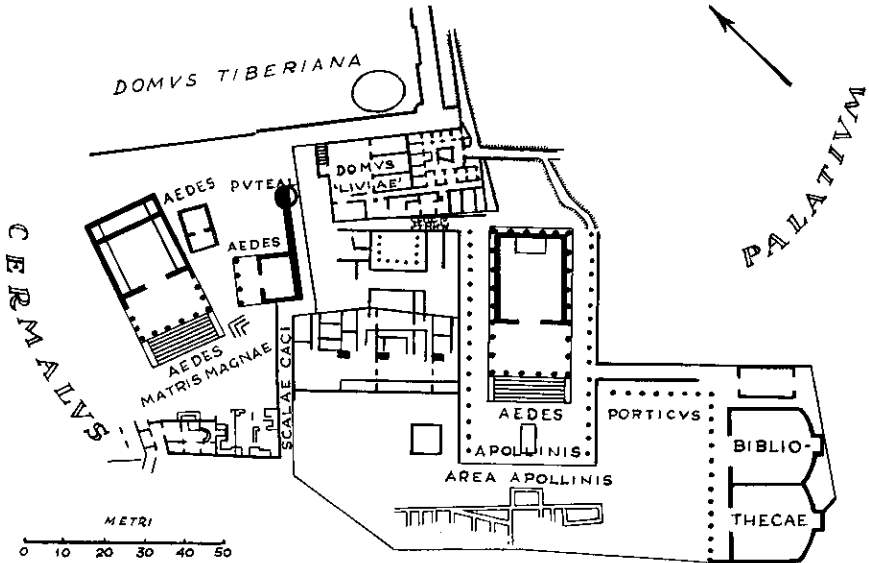 DOMVS TIBERIANA
PALATIVM
DOMVS
'LIVIAE'
AEDES
PVTEAL
AEDES
CERMALVS
AEDES
MATRIS MAGNAE
SCALAE CACI
AEDES
APOLLINIS
PORTICVS
BIBLIO-
THECAE
AREA APOLLINIS
METRI
0 10 20 30 40 50